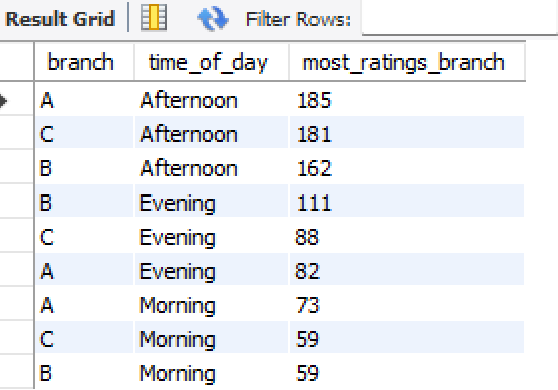 Result Grid Filter Rows:
branch time_of_day most_ratings_branch
A Afternoon 185
C Afternoon 181
B Afternoon 162
B Evening 111
C Evening 88
A Evening 82
A Morning 73
C Morning 59
B Morning 59